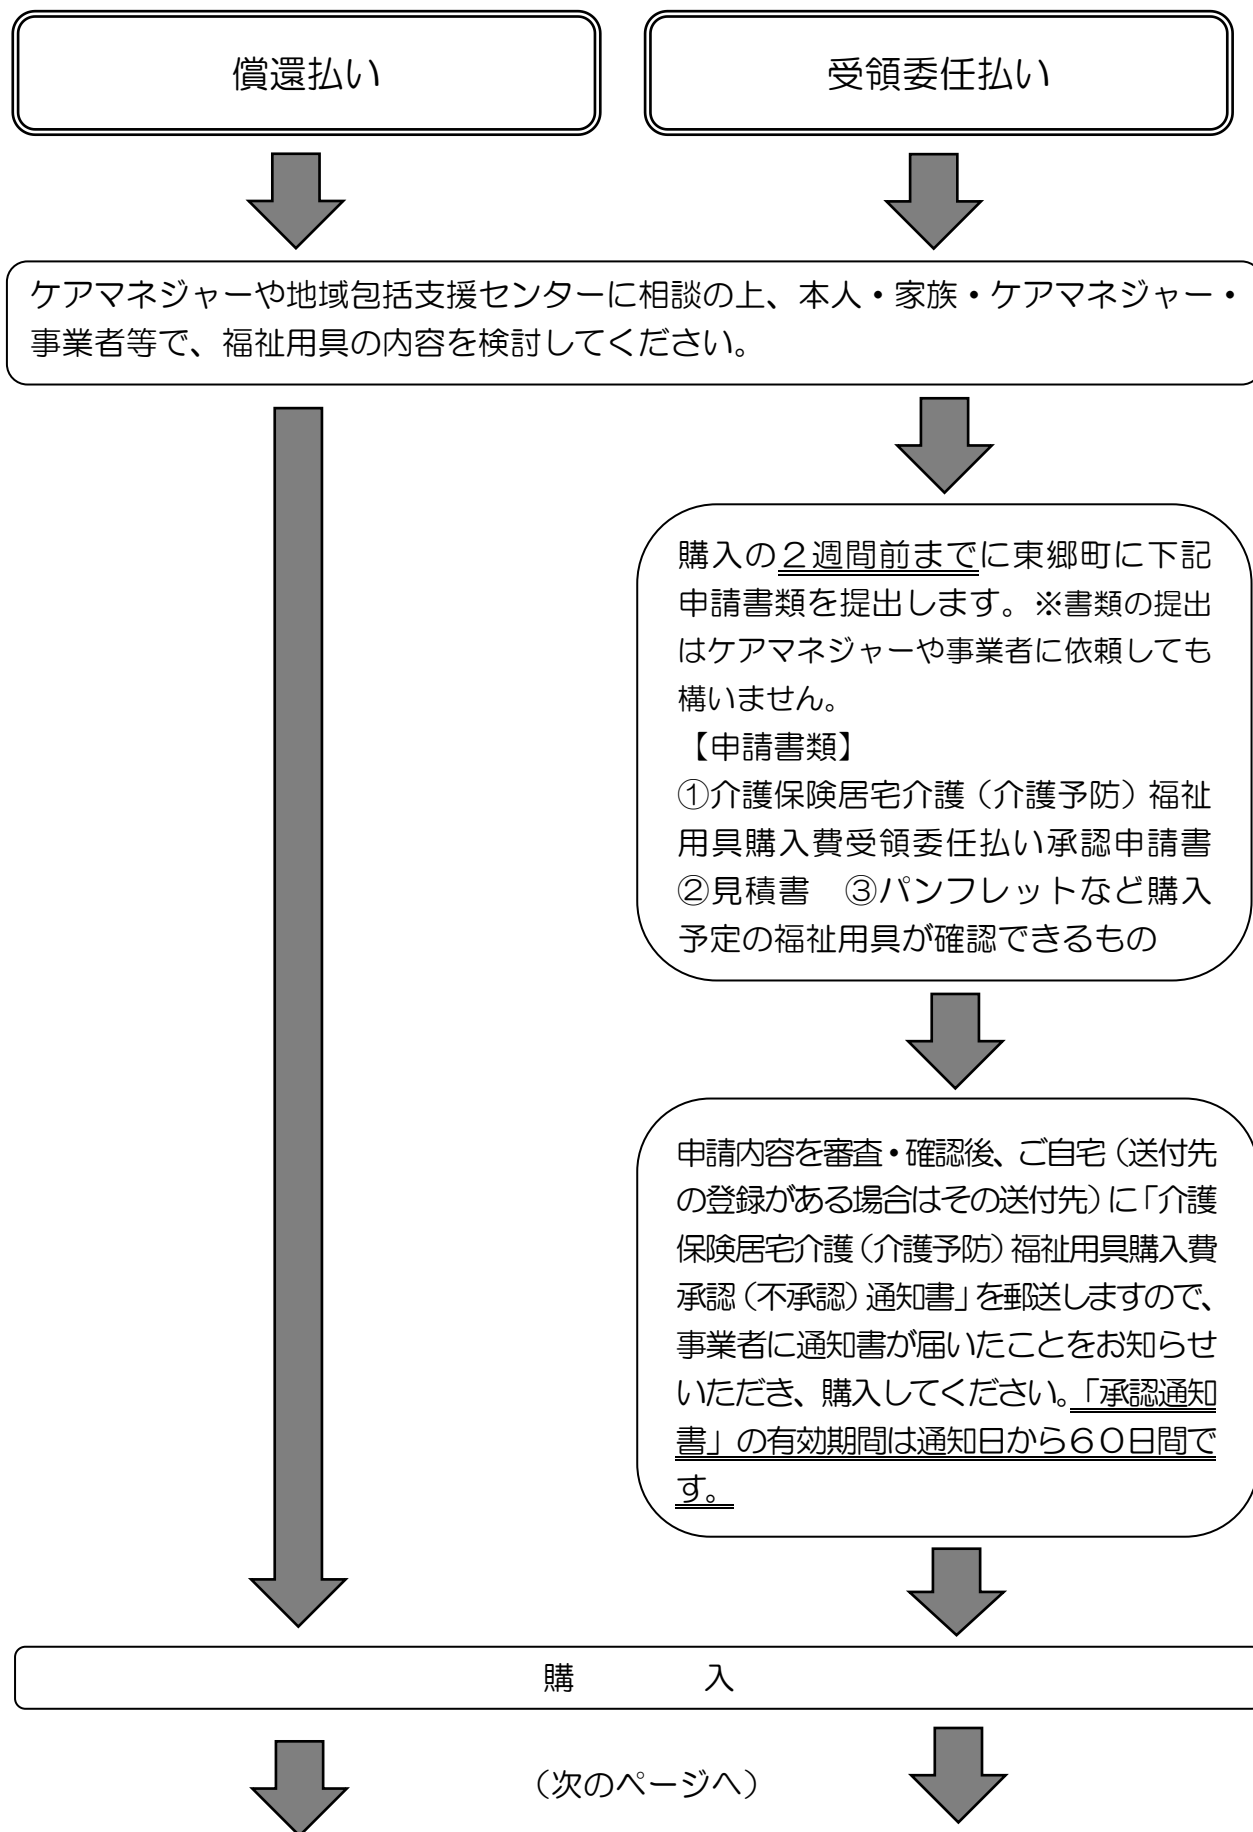 償還払い
受領委任払い
ケアマネジャーや地域包括支援センターに相談の上、本人・家族・ケアマネジャー・
事業者等で、福祉用具の内容を検討してください。
購入の２週間前までに東郷町に下記
申請書類を提出します。※書類の提出
はケアマネジャーや事業者に依頼しても
構いません。
【申請書類】
①介護保険居宅介護（介護予防）福祉
用具購入費受領委任払い承認申請書
②見積書　③パンフレットなど購入
予定の福祉用具が確認できるもの
申請内容を審査・確認後、ご自宅（送付先
の登録がある場合はその送付先）に「介護
保険居宅介護（介護予防）福祉用具購入費
承認（不承認）通知書」を郵送しますので、
事業者に通知書が届いたことをお知らせ
いただき、購入してください。「承認通知
書」の有効期間は通知日から６０日間で
す。
購　　　入
（次のページへ）